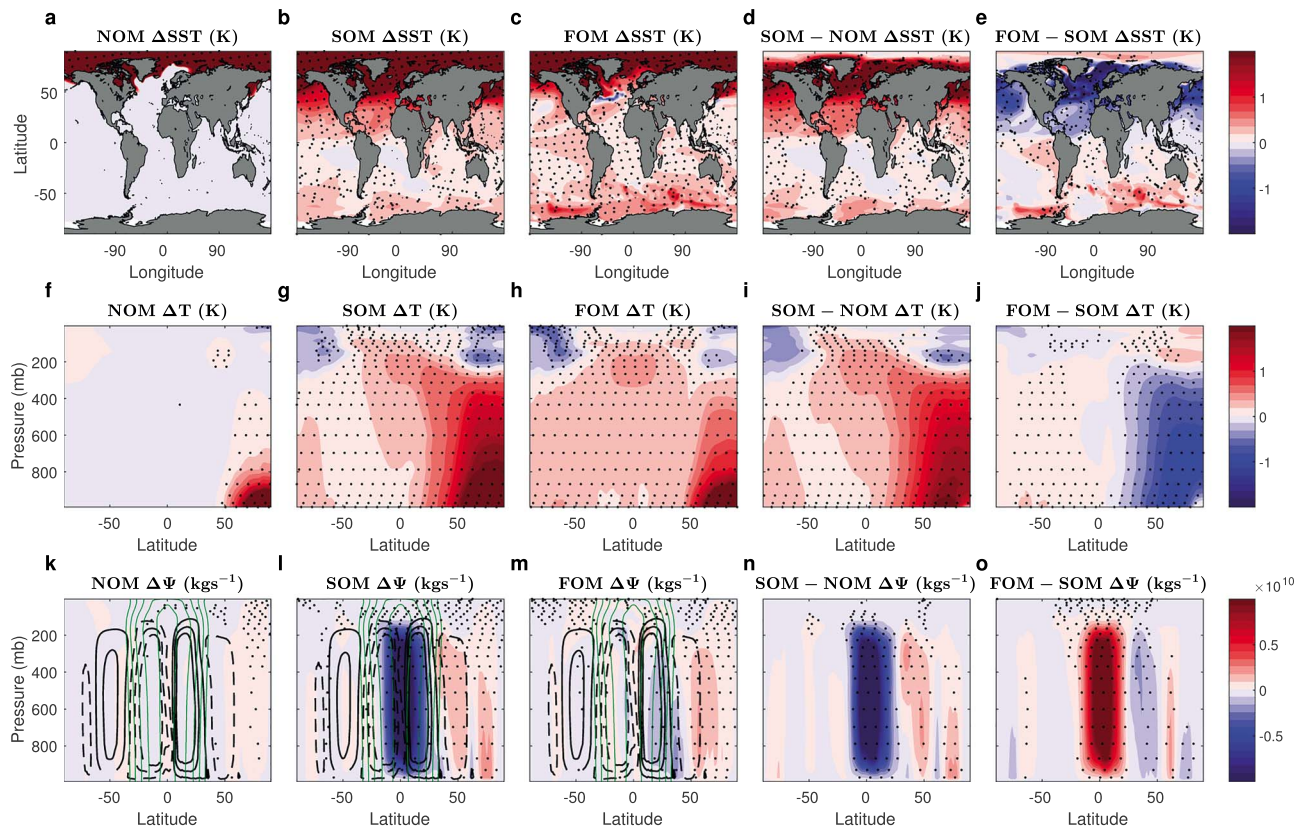 a b c d e
NOM ΔSST (K) SOM ΔSST (K) FOM ΔSST (K) SOM − NOM ΔSST (K) FOM − SOM ΔSST (K)
Latitude
50
0
-50
-90 0 90 -90 0 90 -90 0 90 -90 0 90 -90 0 90
Longitude Longitude Longitude Longitude Longitude
1
0
-1
f g h i j
NOM ΔT (K) SOM ΔT (K) FOM ΔT (K) SOM − NOM ΔT (K) FOM − SOM ΔT (K)
Pressure (mb)
200
400
600
800
-50 0 50 -50 0 50 -50 0 50 -50 0 50 -50 0 50
Latitude Latitude Latitude Latitude Latitude
1
0
-1
k l m n o
NOM ΔΨ (kgs⁻¹) SOM ΔΨ (kgs⁻¹) FOM ΔΨ (kgs⁻¹) SOM − NOM ΔΨ (kgs⁻¹) FOM − SOM ΔΨ (kgs⁻¹)
Pressure (mb)
200
400
600
800
-50 0 50 -50 0 50 -50 0 50 -50 0 50 -50 0 50
Latitude Latitude Latitude Latitude Latitude
×10¹⁰
0.5
0
-0.5